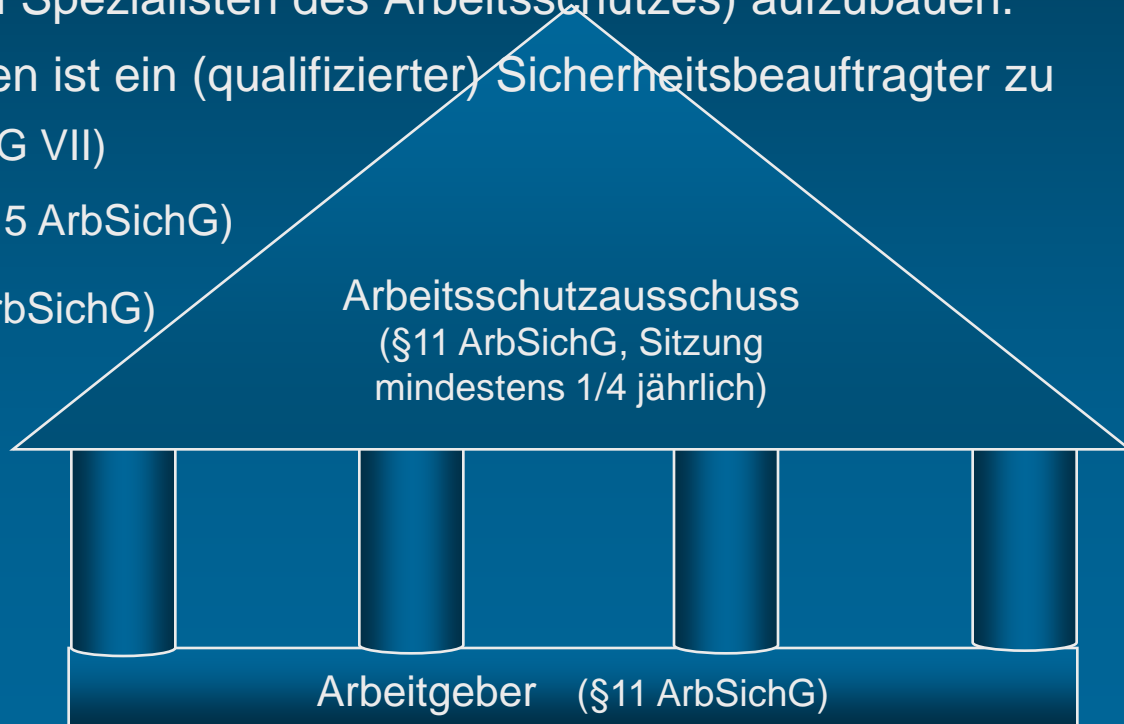 Spezialisten des Arbeitsschutzes) aufzubauen.
en ist ein (qualifizierter) Sicherheitsbeauftragter zu
G VII)
5 ArbSichG)
rbSichG)
Arbeitsschutzausschuss
(§11 ArbSichG, Sitzung
mindestens 1/4 jährlich)
Arbeitgeber (§11 ArbSichG)